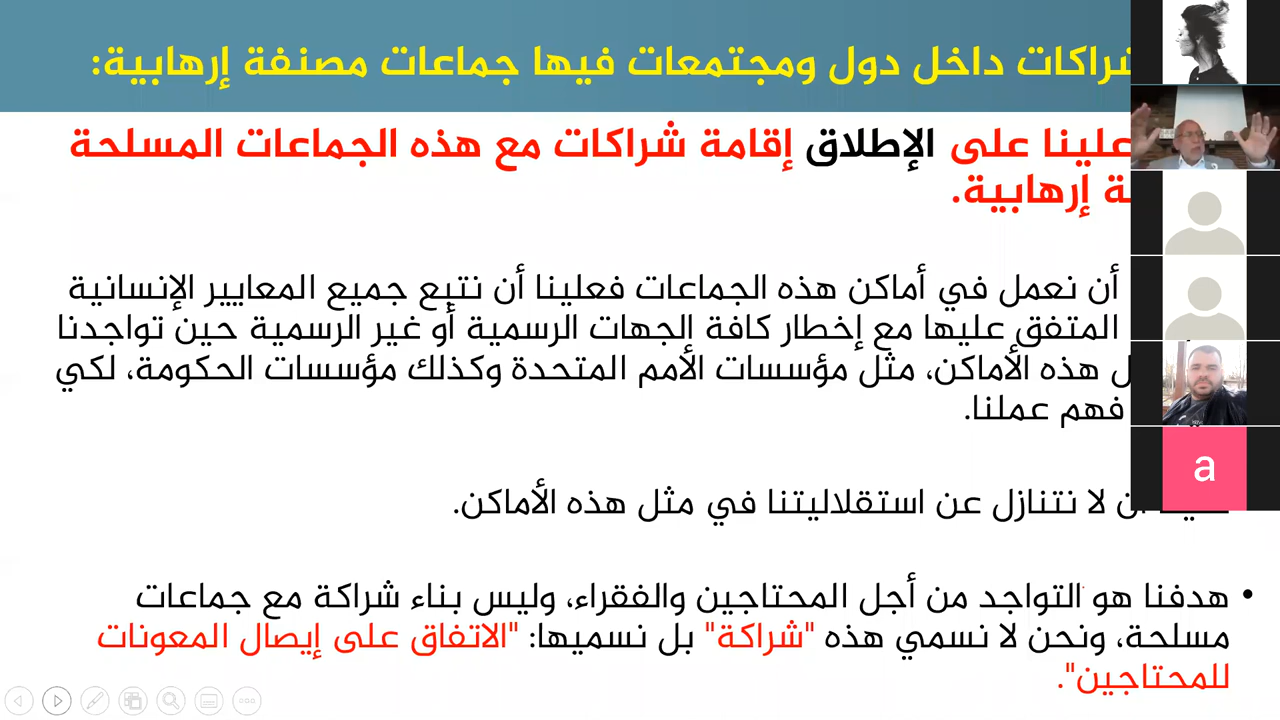 داخل دول ومجتمعات فيها جماعات مصنفة إرهابية:
علينا على الإطلاق إقامة شراكات مع هذه الجماعات المسلحة
إرهابية.
أن نعمل في أماكن هذه الجماعات فعلينا أن نتبع جميع المعايير الإنسانية
المتفق عليها مع إخطار كافة الجهات الرسمية أو غير الرسمية حين تواجدنا
هذه الأماكن، مثل مؤسسات الأمم المتحدة وكذلك مؤسسات الحكومة، لكي
فهم عملنا.
لا نتنازل عن استقلاليتنا في مثل هذه الأماكن.
• هدفنا هو التواجد من أجل المحتاجين والفقراء، وليس بناء شراكة مع جماعات
مسلحة، ونحن لا نسمي هذه "شراكة" بل نسميها: "الاتفاق على إيصال المعونات
للمحتاجين".
a